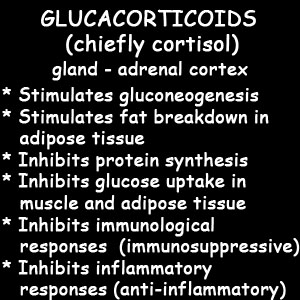 GLUCACORTICOIDS
(chiefly cortisol)
gland - adrenal cortex
* Stimulates gluconeogenesis
* Stimulates fat breakdown in
adipose tissue
* Inhibits protein synthesis
* Inhibits glucose uptake in
muscle and adipose tissue
* Inhibits immunological
responses (immunosuppressive)
* Inhibits inflammatory
responses (anti-inflammatory)